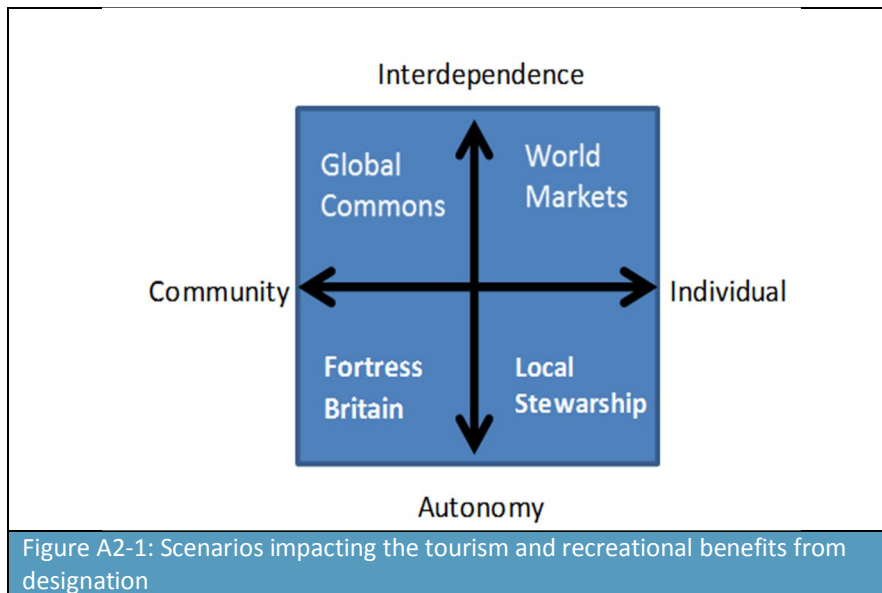 Interdependence
Global
Commons
World
Markets
Community
Individual
Fortress
Britain
Local
Stewarship
Autonomy
Figure A2-1: Scenarios impacting the tourism and recreational benefits from
designation